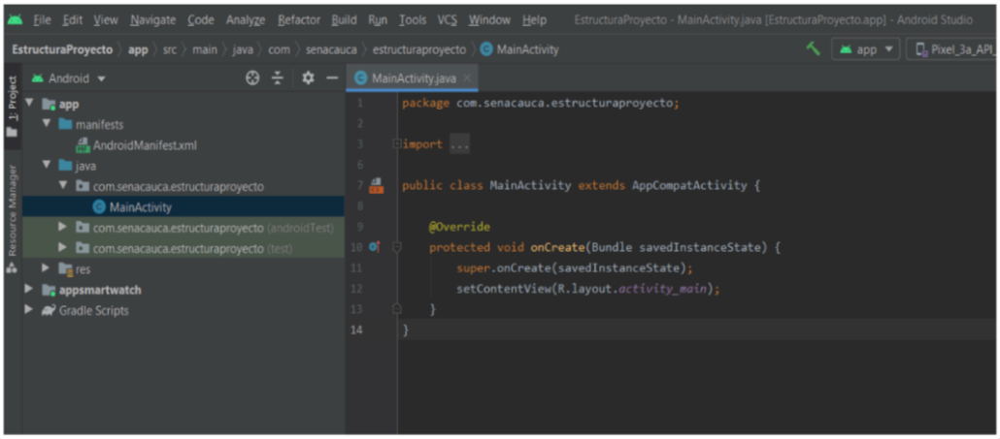 File Edit View Navigate Code Analyze Refactor Build Run Tools VCS Window Help EstructuraProyecto - MainActivity.java [EstructuraProyecto.app] - Android Studio
EstructuraProyecto app src main java com senacauca estructuraproyecto MainActivity app Pixel_3a_API
1: Project
Resource Manager
Android
app
manifests
AndroidManifest.xml
java
com.senacauca.estructuraproyecto
MainActivity
com.senacauca.estructuraproyecto (androidTest)
com.senacauca.estructuraproyecto (test)
res
appsmartwatch
Gradle Scripts
MainActivity.java
1 package com.senacauca.estructuraproyecto;
2
3 import ...
6
7 public class MainActivity extends AppCompatActivity {
8
9 @Override
10 protected void onCreate(Bundle savedInstanceState) {
11 super.onCreate(savedInstanceState);
12 setContentView(R.layout.activity_main);
13 }
14 }